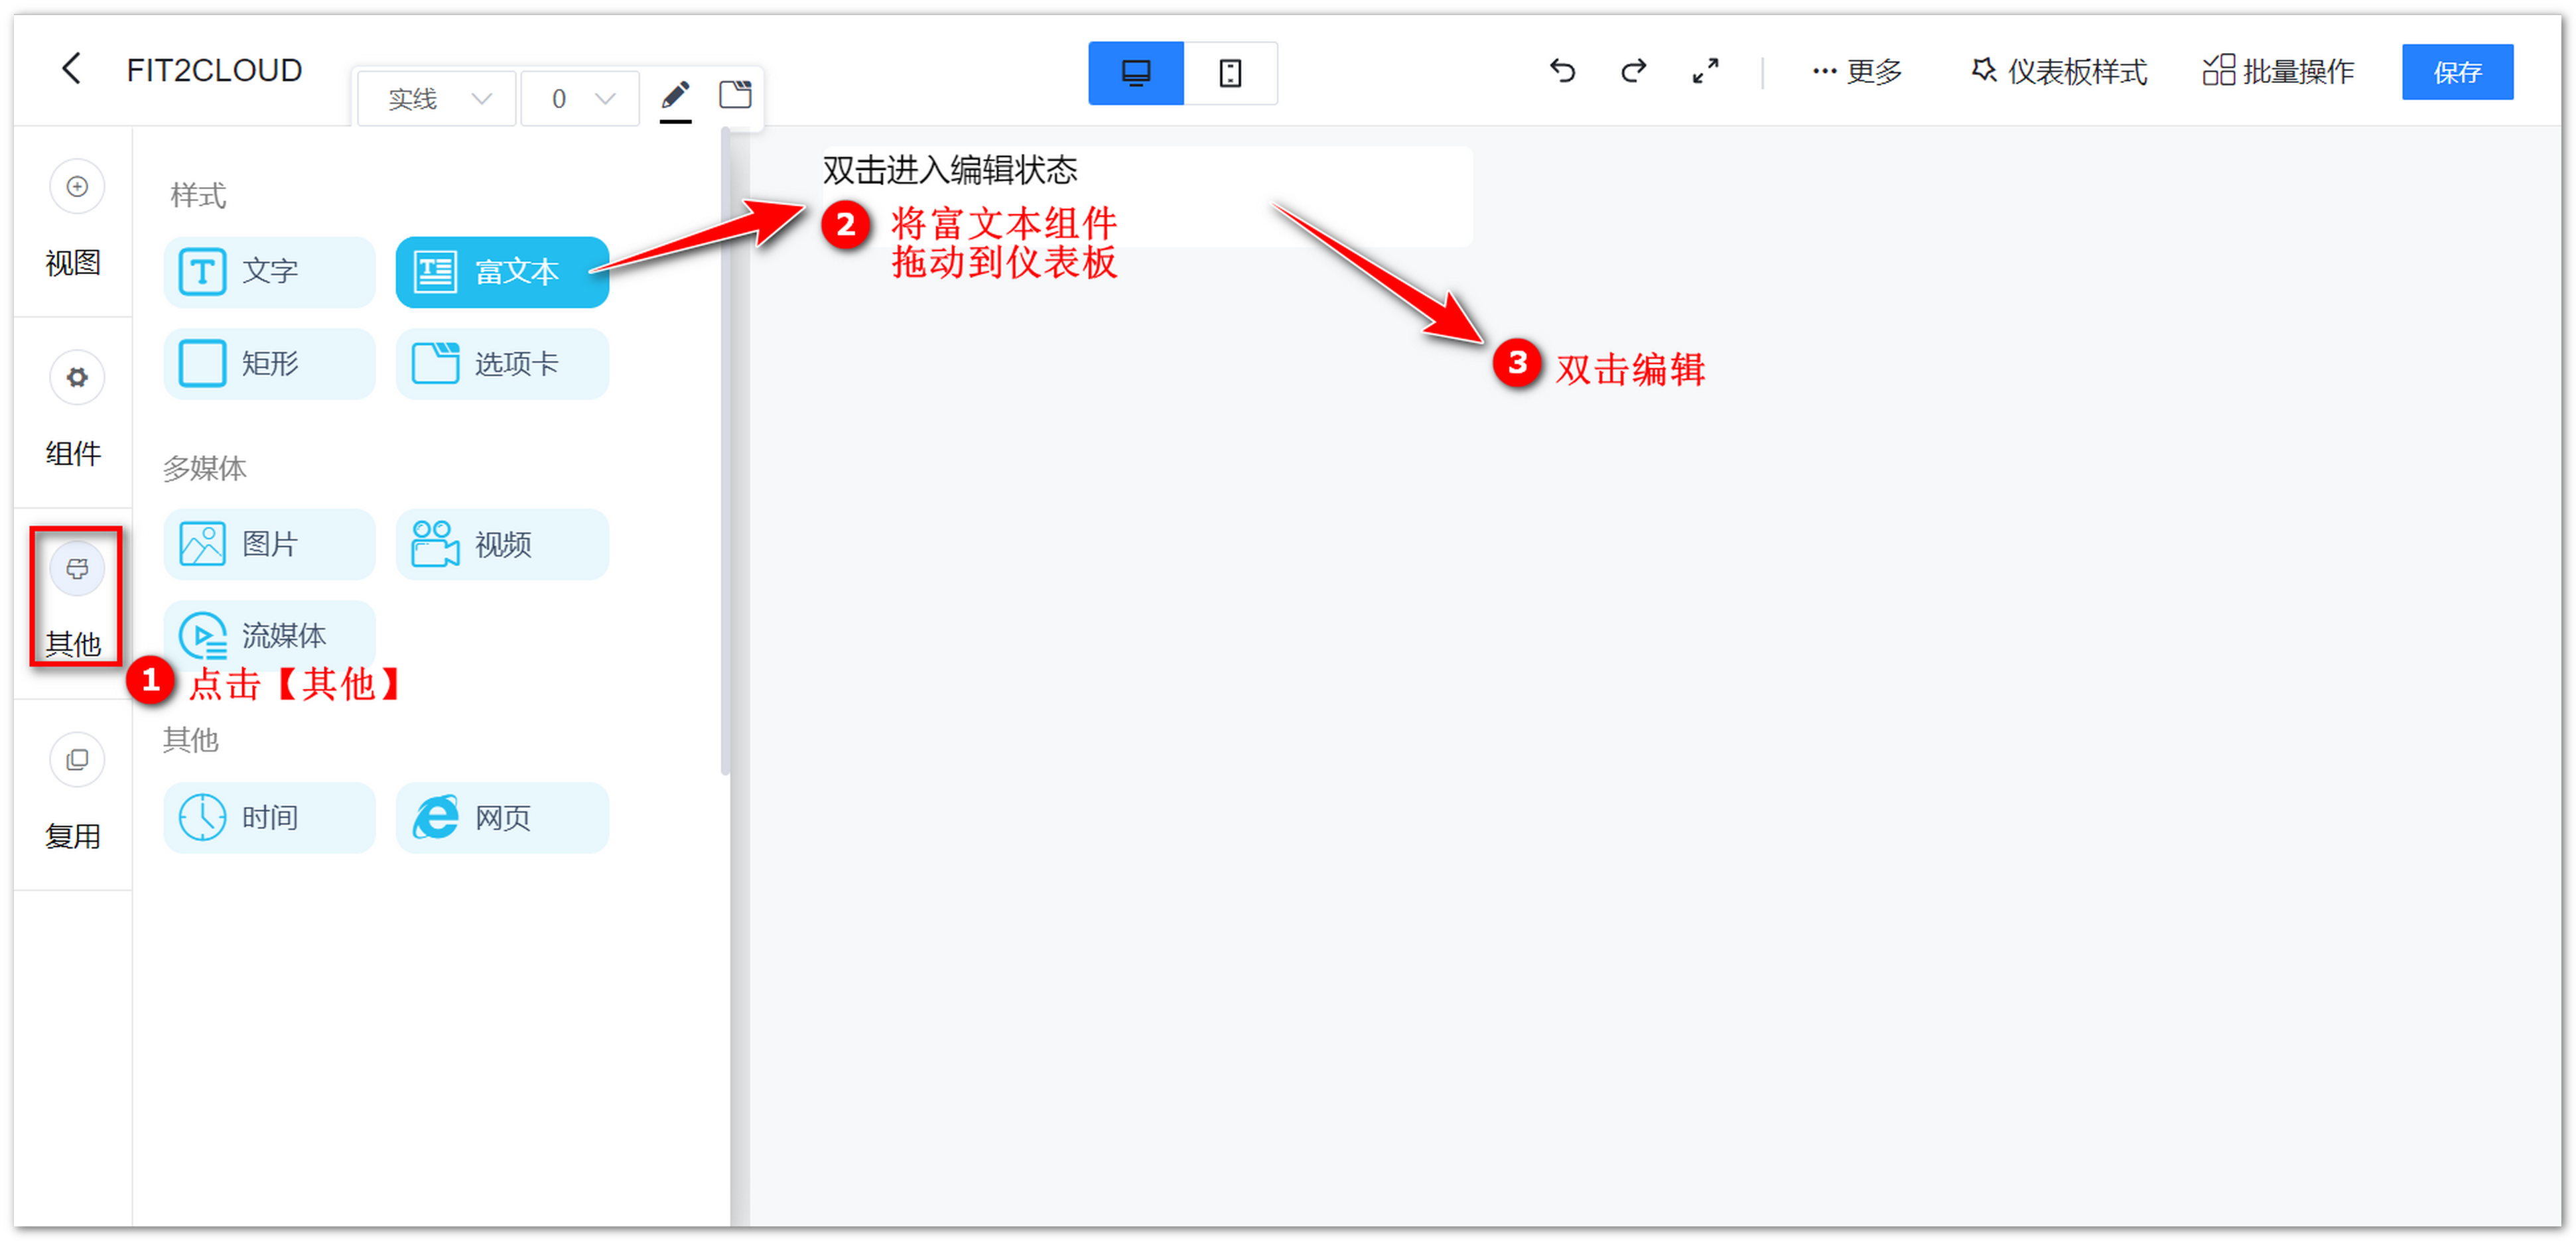 FIT2CLOUD
实线
0
更多
仪表板样式
批量操作
保存
视图
组件
其他
复用
样式
文字
富文本
矩形
选项卡
多媒体
图片
视频
流媒体
1 点击【其他】
其他
时间
网页
双击进入编辑状态
2 将富文本组件
拖动到仪表板
3 双击编辑